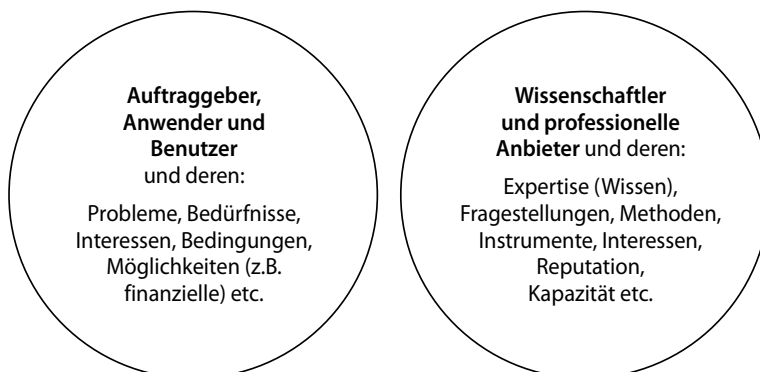 Auftraggeber,
Anwender und
Benutzer
und deren:
Probleme, Bedürfnisse,
Interessen, Bedingungen,
Möglichkeiten (z.B.
finanzielle) etc.
Wissenschaftler
und professionelle
Anbieter und deren:
Expertise (Wissen),
Fragestellungen, Methoden,
Instrumente, Interessen,
Reputation,
Kapazität etc.